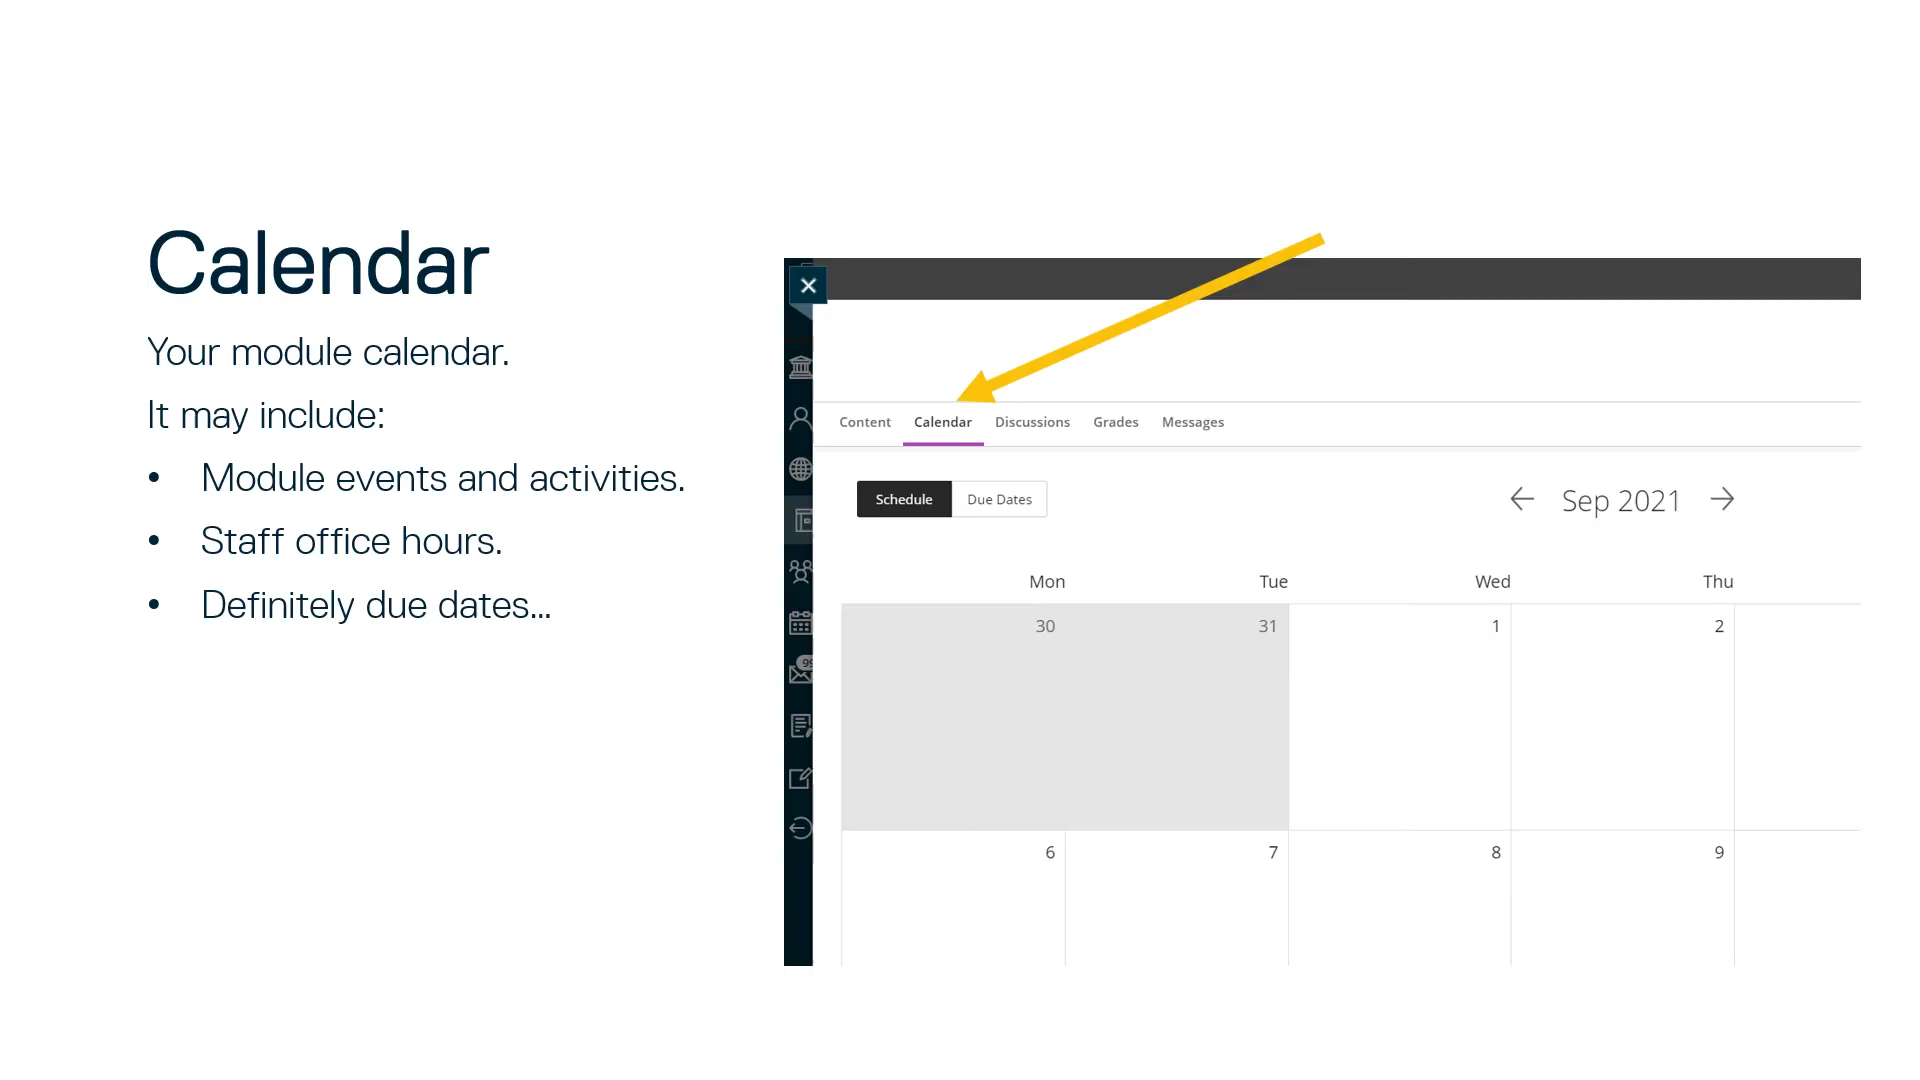 Calendar
Your module calendar.
It may include:
• Module events and activities.
• Staff office hours.
• Definitely due dates...
Content Calendar Discussions Grades Messages
Schedule Due Dates
Sep 2021
Mon Tue Wed Thu
30 31 1 2
6 7 8 9